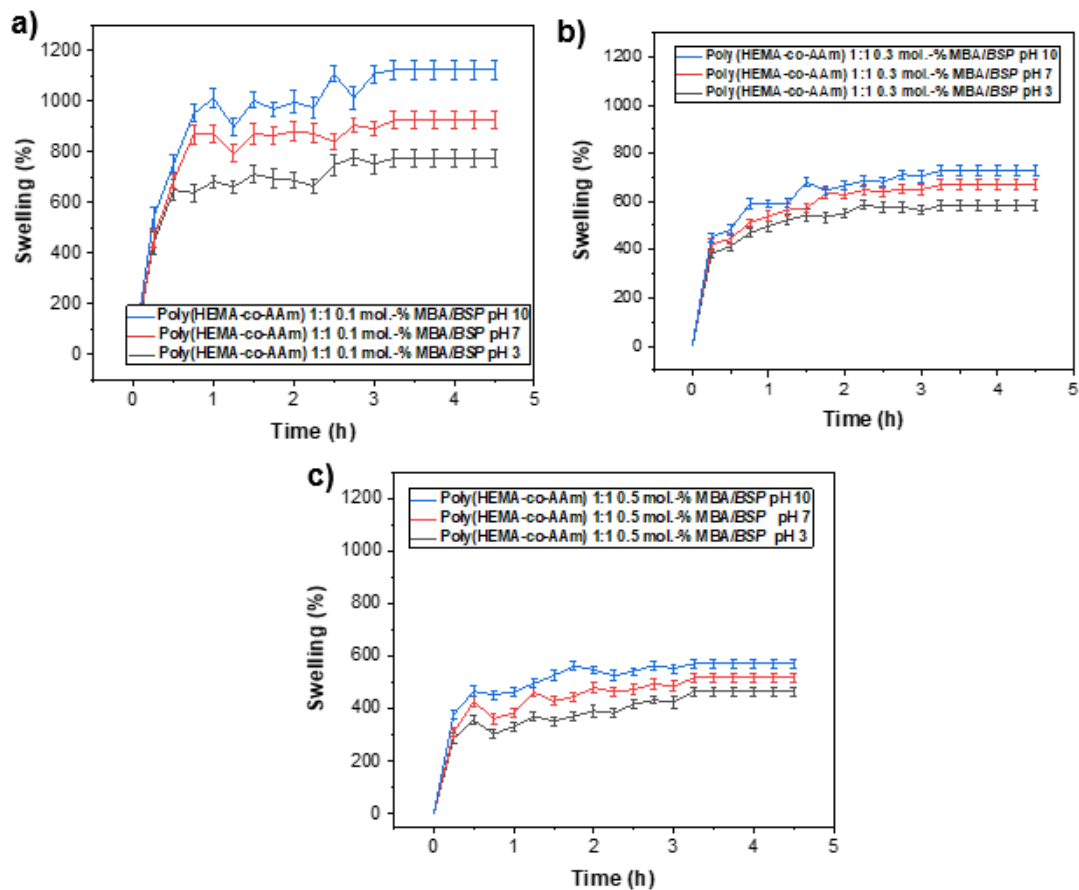 a)
1200
1000
800
600
400
200
0
Swelling (%)
Poly(HEMA-co-AAm) 1:1 0.1 mol.-% MBA/BSP pH 10
Poly(HEMA-co-AAm) 1:1 0.1 mol.-% MBA/BSP pH 7
Poly(HEMA-co-AAm) 1:1 0.1 mol.-% MBA/BSP pH 3
0 1 2 3 4 5
Time (h)
b)
1200
1000
800
600
400
200
0
Swelling (%)
Poly(HEMA-co-AAm) 1:1 0.3 mol.-% MBA/BSP pH 10
Poly(HEMA-co-AAm) 1:1 0.3 mol.-% MBA/BSP pH 7
Poly(HEMA-co-AAm) 1:1 0.3 mol.-% MBA/BSP pH 3
0 1 2 3 4 5
Time (h)
c)
1200
1000
800
600
400
200
0
Swelling (%)
Poly(HEMA-co-AAm) 1:1 0.5 mol.-% MBA/BSP pH 10
Poly(HEMA-co-AAm) 1:1 0.5 mol.-% MBA/BSP pH 7
Poly(HEMA-co-AAm) 1:1 0.5 mol.-% MBA/BSP pH 3
0 1 2 3 4 5
Time (h)